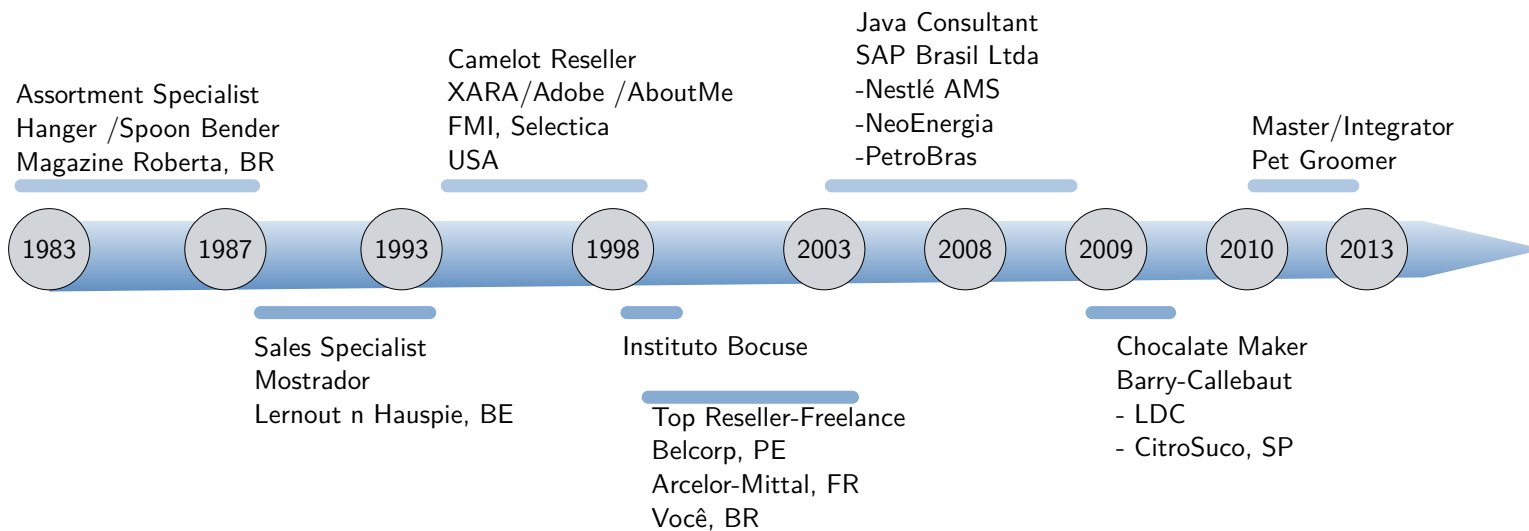 Assortment Specialist
Hanger /Spoon Bender
Magazine Roberta, BR
Camelot Reseller
XARA/Adobe /AboutMe
FMI, Selectica
USA
Java Consultant
SAP Brasil Ltda
-Nestlé AMS
-NeoEnergia
-PetroBras
Master/Integrator
Pet Groomer
1983 1987 1993 1998 2003 2008 2009 2010 2013
Sales Specialist
Mostrador
Lernout n Hauspie, BE
Instituto Bocuse
Top Reseller-Freelance
Belcorp, PE
Arcelor-Mittal, FR
Você, BR
Chocalate Maker
Barry-Callebaut
- LDC
- CitroSuco, SP